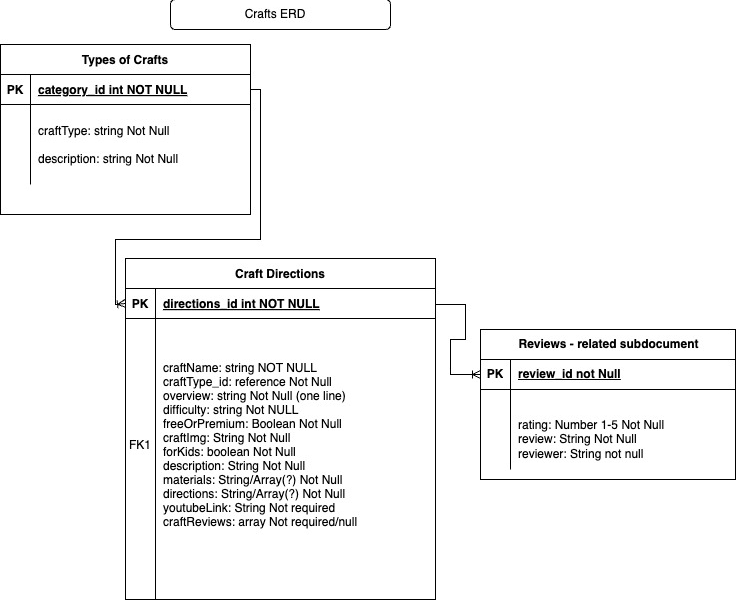 Crafts ERD
Types of Crafts
PK category_id int NOT NULL
craftType: string Not Null
description: string Not Null
Craft Directions
PK directions_id int NOT NULL
FK1
craftName: string NOT NULL
craftType_id: reference Not Null
overview: string Not Null (one line)
difficulty: string Not NULL
freeOrPremium: Boolean Not Null
craftImg: String Not Null
forKids: boolean Not Null
description: String Not Null
materials: String/Array(?) Not Null
directions: String/Array(?) Not Null
youtubeLink: String Not required
craftReviews: array Not required/null
Reviews - related subdocument
PK review_id not Null
rating: Number 1-5 Not Null
review: String Not Null
reviewer: String not null